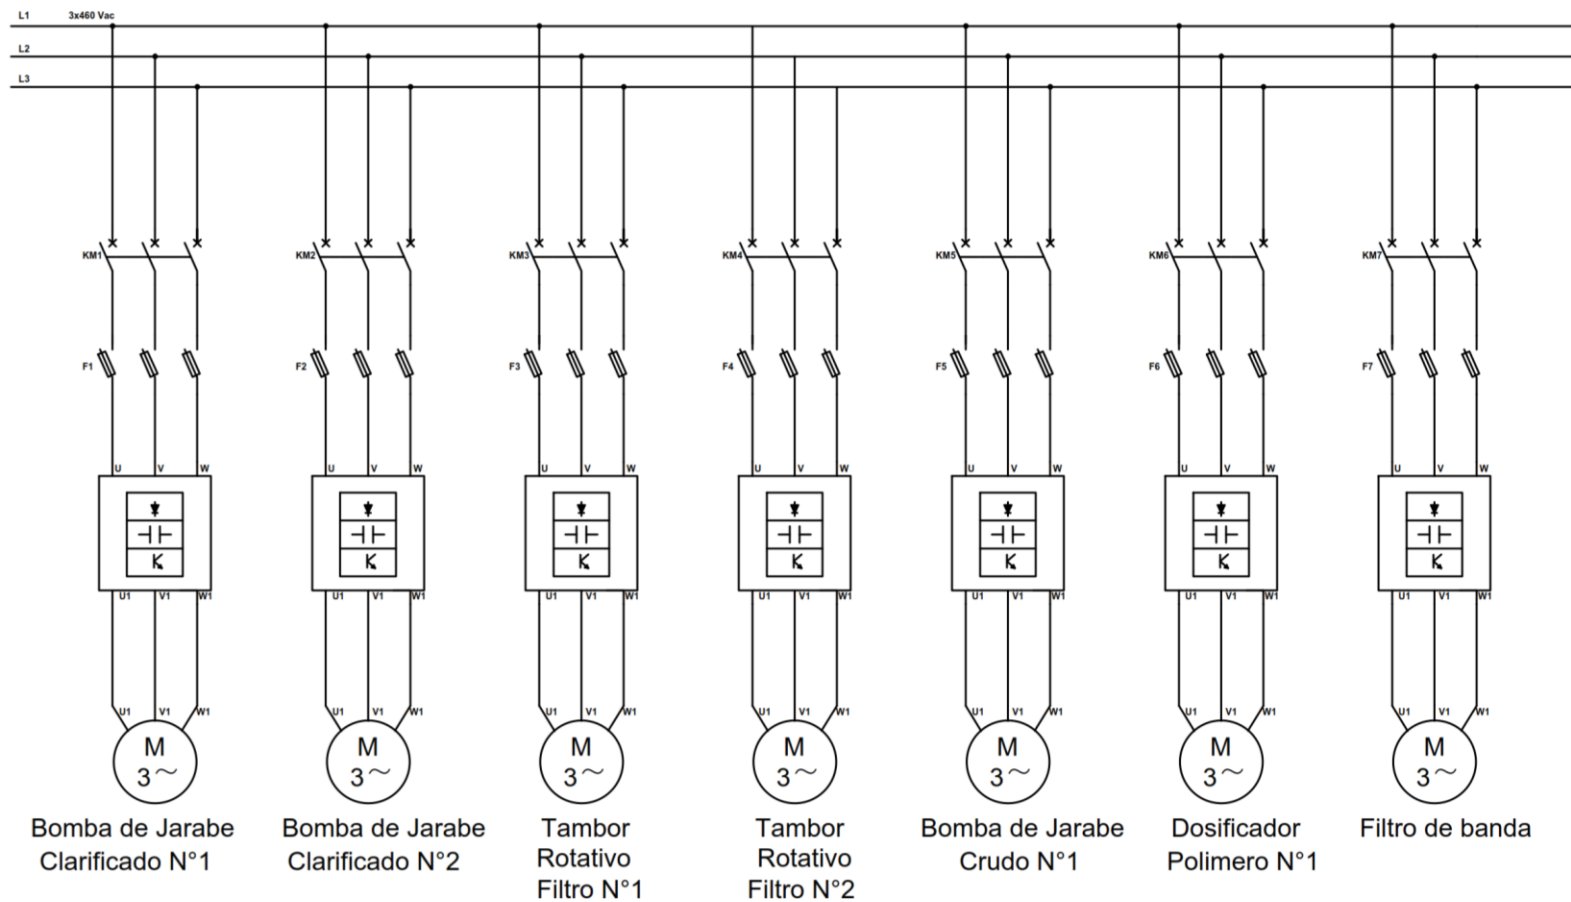 L1 3x460 Vac
L2
L3
KM1 KM2 KM3 KM4 KM5 KM6 KM7
F1 F2 F3 F4 F5 F6 F7
U V W U V W U V W U V W U V W U V W U V W
U1 V1 W1 U1 V1 W1 U1 V1 W1 U1 V1 W1 U1 V1 W1 U1 V1 W1 U1 V1 W1
U1 V1 W1 U1 V1 W1 U1 V1 W1 U1 V1 W1 U1 V1 W1 U1 V1 W1 U1 V1 W1
M M M M M M M
3~ 3~ 3~ 3~ 3~ 3~ 3~
Bomba de Jarabe
Clarificado N°1
Bomba de Jarabe
Clarificado N°2
Tambor
Rotativo
Filtro N°1
Tambor
Rotativo
Filtro N°2
Bomba de Jarabe
Crudo N°1
Dosificador
Polimero N°1
Filtro de banda